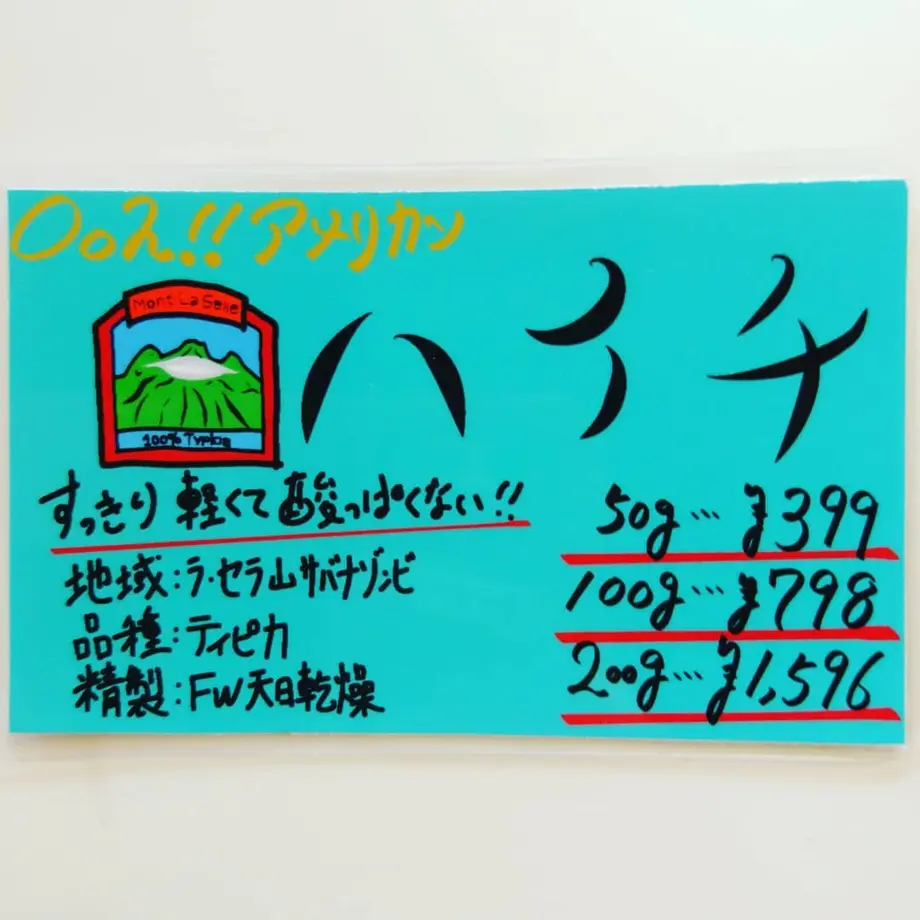 Ooえ!! アメリカン
Mont La Selle
100% Typica
ハイチ
すっきり 軽くて 酸っぱくない!!
地域:ラ・セラ山サバナゾンビ
品種:ティピカ
精製:FW天日乾燥
50g…¥399
100g…¥798
200g…¥1,596